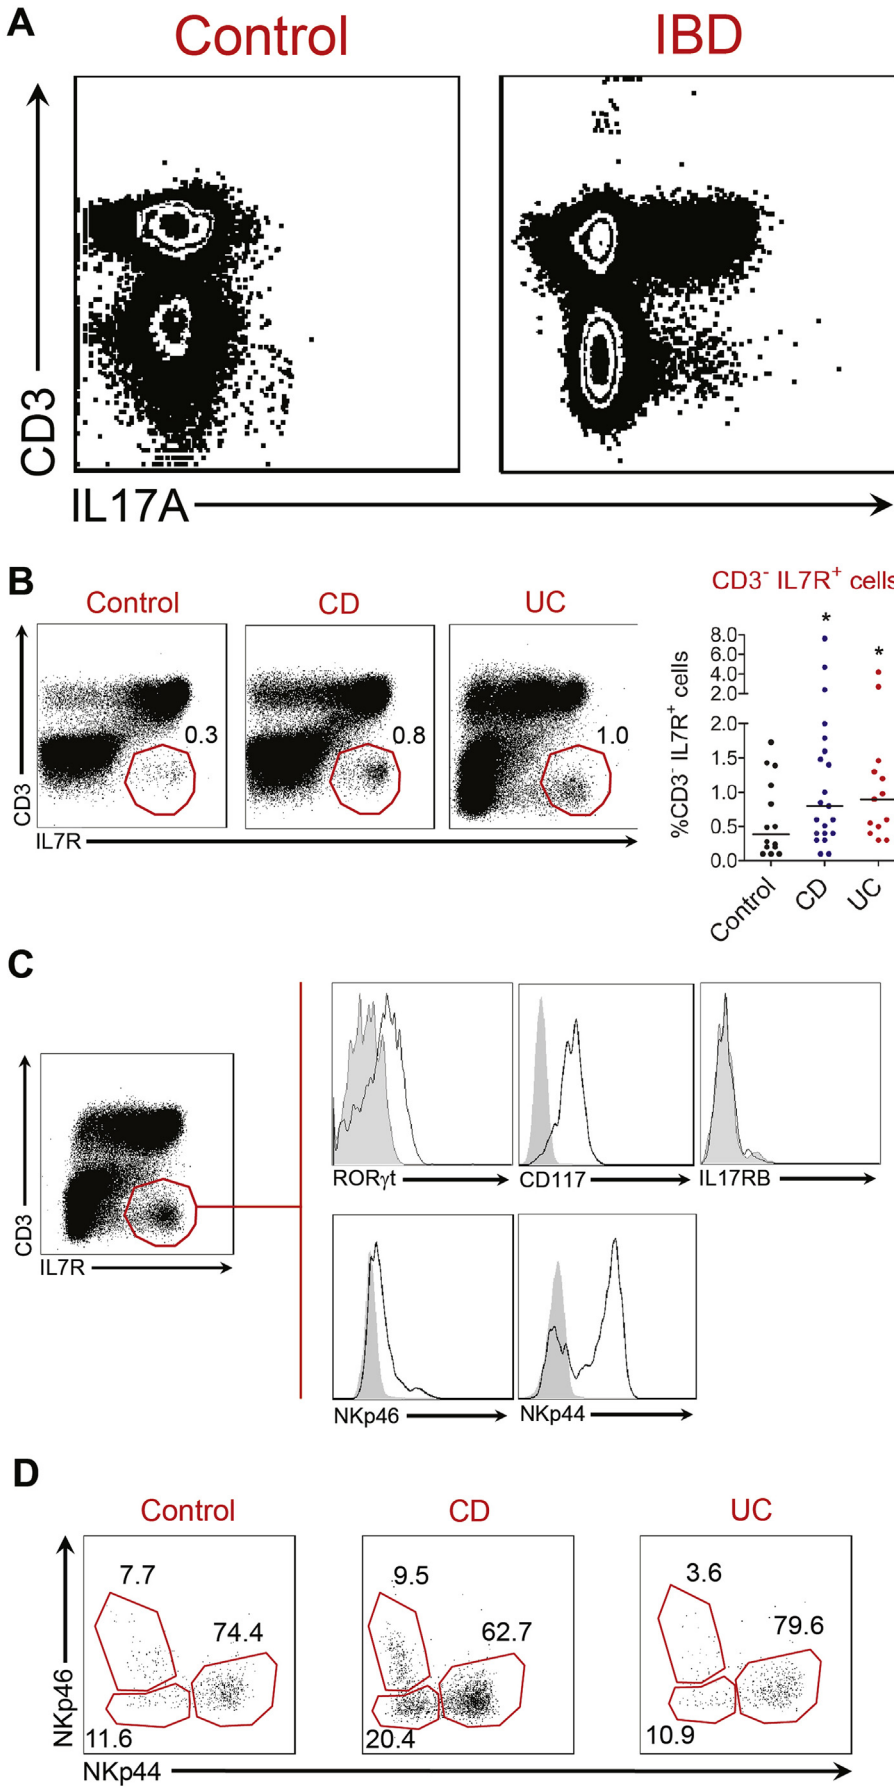 A
Control
IBD
CD3
IL17A
B
Control
CD
UC
0.3
0.8
1.0
CD3
IL7R
CD3⁻ IL7R⁺ cells
*
*
%CD3⁻ IL7R⁺ cells
8.0
6.0
4.0
2.0
2.0
1.5
1.0
0.5
0.0
Control
CD
UC
C
CD3
IL7R
RORγt
CD117
IL17RB
NKp46
NKp44
D
Control
CD
UC
NKp46
7.7
74.4
11.6
9.5
62.7
20.4
3.6
79.6
10.9
NKp44